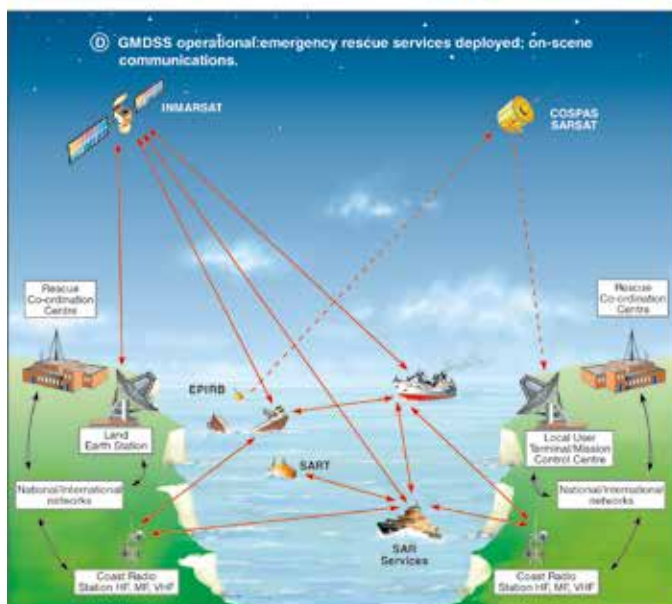 D GMDSS operational:emergency rescue services deployed; on-scene
communications.
INMARSAT
COSPAS
SARSAT
Rescue
Co-ordination
Centre
Rescue
Co-ordination
Centre
EPIRB
Land
Earth Station
Local User
Terminal/Mission
Control Centre
SART
National/International
networks
National/International
networks
SAR
Services
Coast Radio
Station HF, MF, VHF
Coast Radio
Station HF, MF, VHF